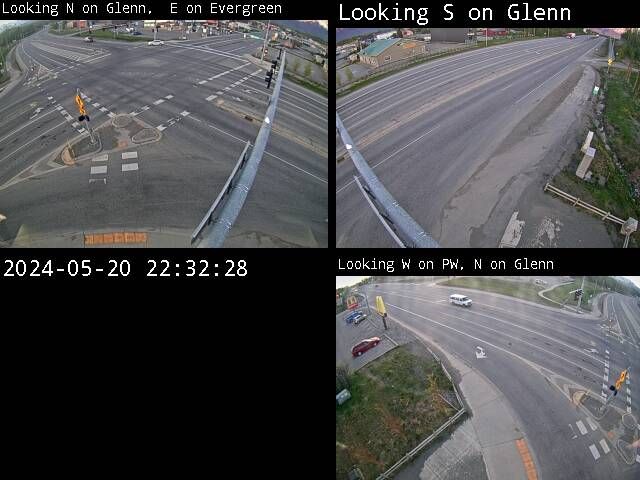 Looking N on Glenn,  E on Evergreen
Looking S on Glenn
2024-05-20 22:32:28
Looking W on PW, N on Glenn